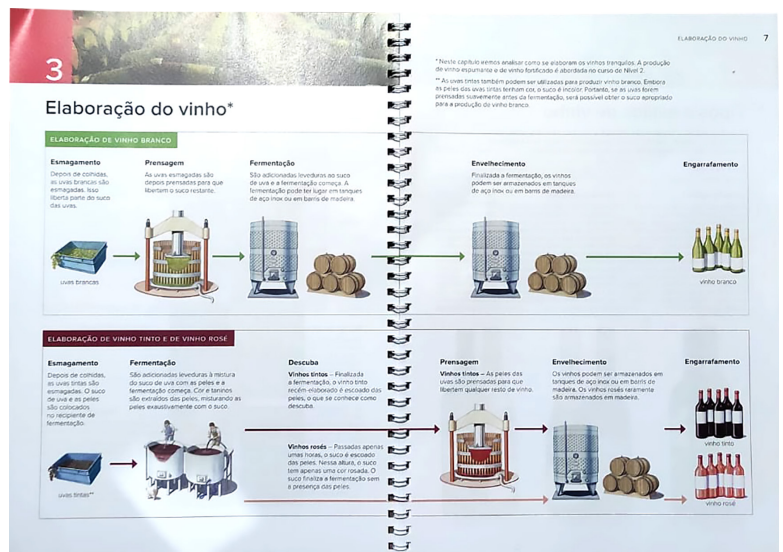 ELABORAÇÃO DO VINHO 7
3
* Neste capítulo iremos analisar como se elaboram os vinhos tranquilos. A produção
de vinho espumante e de vinho fortificado é abordada no curso de Nível 2.
** As uvas tintas também podem ser utilizadas para produzir vinho branco. Embora
as peles das uvas tintas tenham cor, o suco é incolor. Portanto, se as uvas forem
prensadas suavemente antes da fermentação, será possível obter o suco apropriado
para a produção de vinho branco.
Elaboração do vinho*
ELABORAÇÃO DE VINHO BRANCO
Esmagamento
Depois de colhidas,
as uvas brancas são
esmagadas. Isso
liberta parte do suco
das uvas.
uvas brancas
Prensagem
As uvas esmagadas são
depois prensadas para que
libertem o suco restante.
Fermentação
São adicionadas leveduras ao suco
de uva e a fermentação começa. A
fermentação pode ter lugar em tanques
de aço inox ou em barris de madeira.
Envelhecimento
Finalizada a fermentação, os vinhos
podem ser armazenados em tanques
de aço inox ou em barris de madeira.
Engarrafamento
vinho branco
ELABORAÇÃO DE VINHO TINTO E DE VINHO ROSÉ
Esmagamento
Depois de colhidas,
as uvas tintas são
esmagadas. O suco
de uva e as peles
são colocados
no recipiente de
fermentação.
uvas tintas**
Fermentação
São adicionadas leveduras à mistura
do suco de uva com as peles e a
fermentação começa. Cor e taninos
são extraídos das peles, misturando as
peles exaustivamente com o suco.
Descuba
Vinhos tintos – Finalizada
a fermentação, o vinho tinto
recém elaborado é escoado das
peles, o que se conhece como
descuba.
Vinhos rosés – Passadas apenas
umas horas, o suco é escoado
das peles. Nessa altura, o suco
tem apenas uma cor rosada. O
suco finaliza a fermentação sem
a presença das peles.
Prensagem
Vinhos tintos – As peles das
uvas são prensadas para que
libertem qualquer resto de vinho.
Envelhecimento
Os vinhos podem ser armazenados em
tanques de aço inox ou em barris de
madeira. Os vinhos rosés raramente
são armazenados em madeira.
Engarrafamento
vinho tinto
vinho rosé